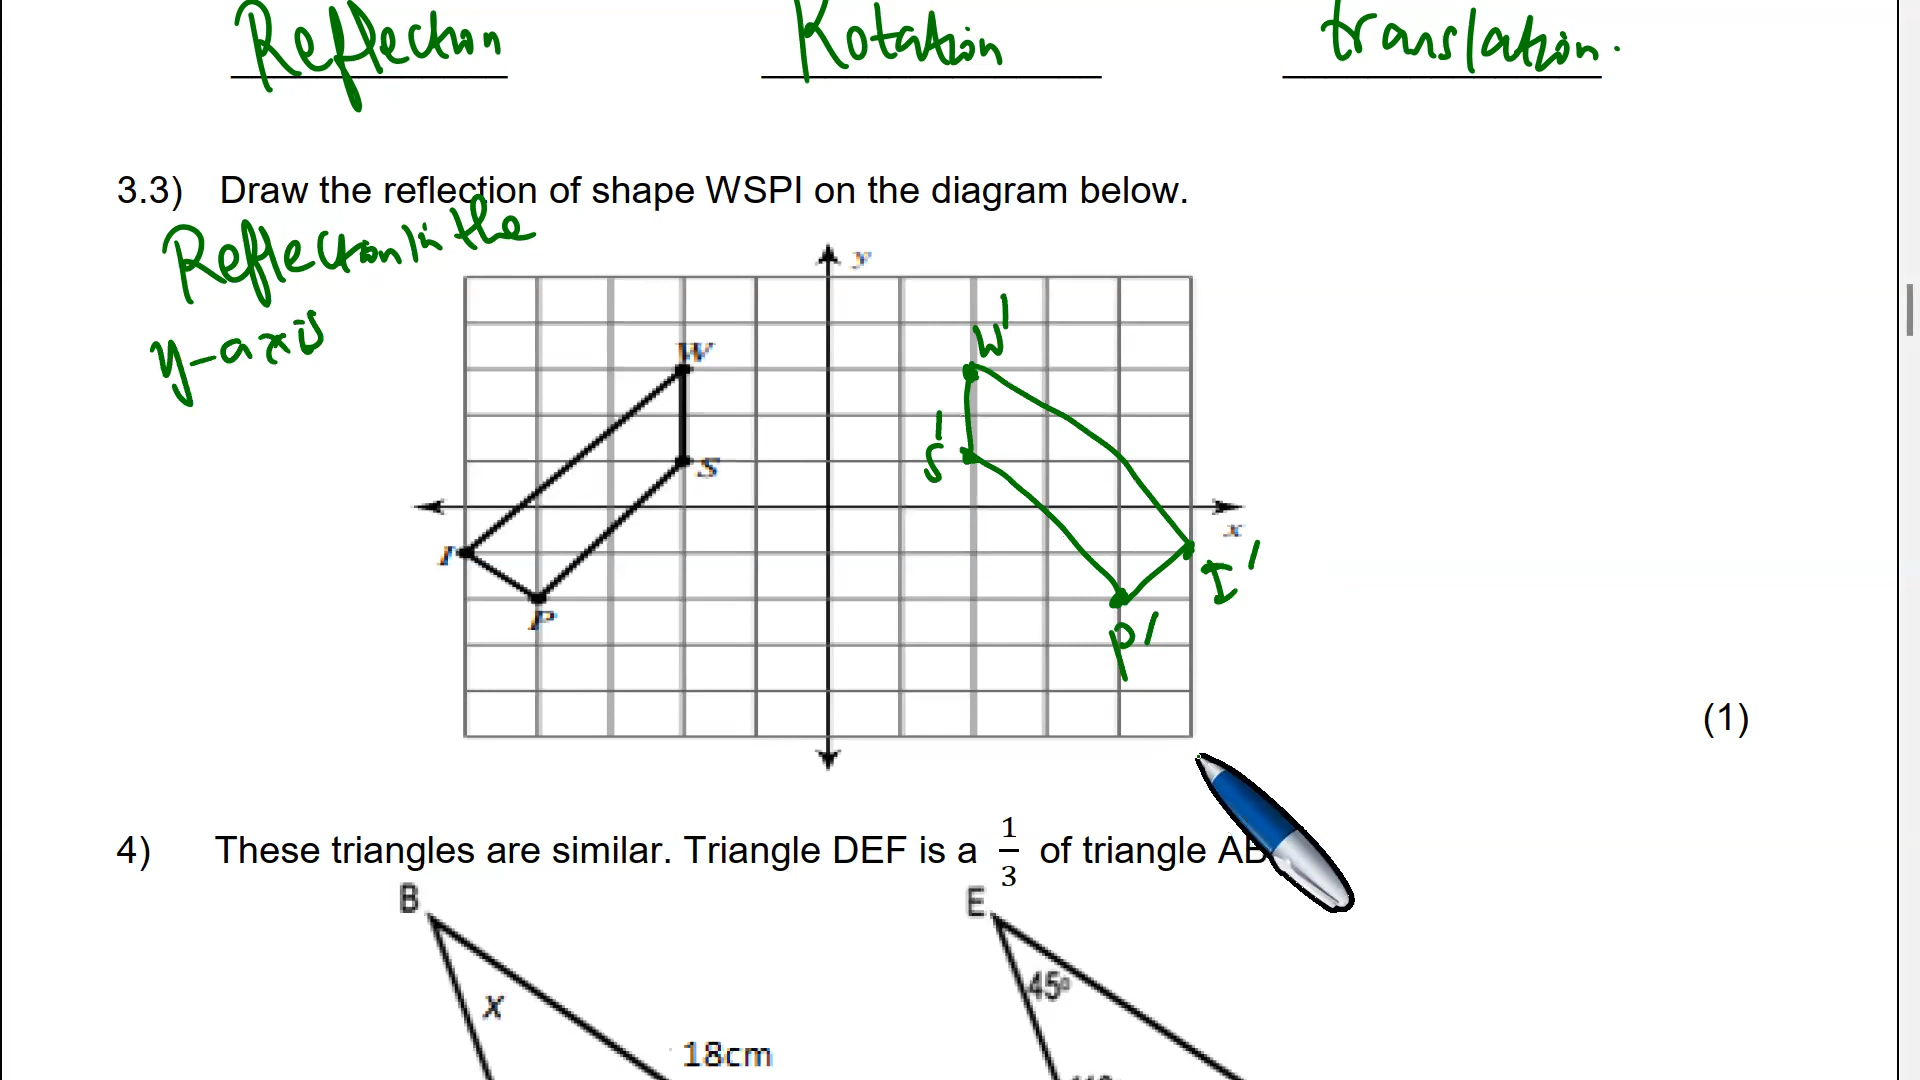 Reflection Rotation translation.
3.3) Draw the reflection of shape WSPI on the diagram below.
Reflection in the
y-axis
y
W
W'
S
S'
x
I
I'
P
P'
(1)
4) These triangles are similar. Triangle DEF is a 1/3 of triangle AB
B
E
x
45°
18cm